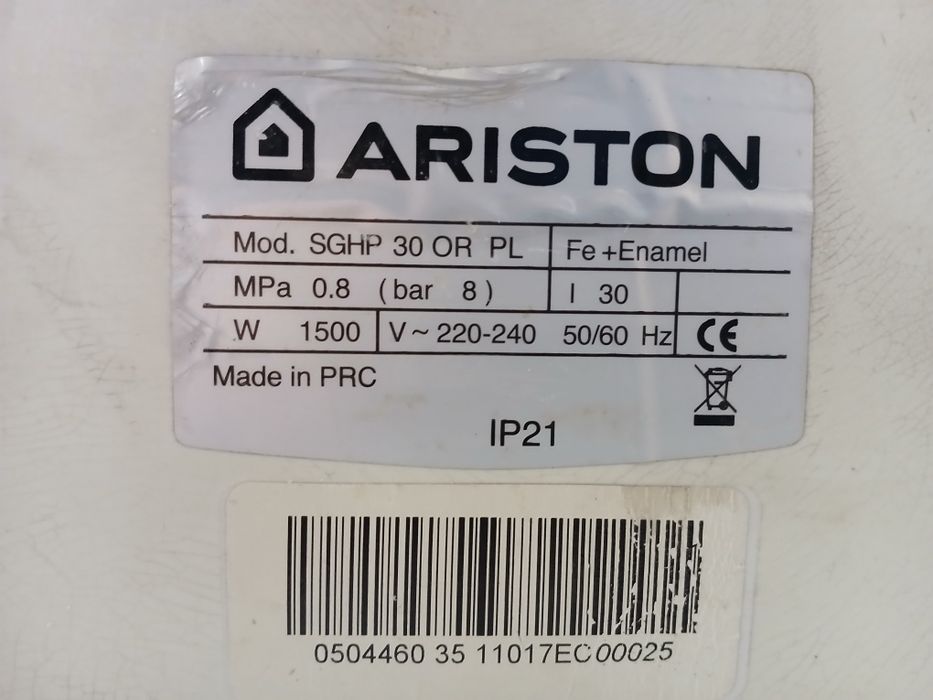 ARISTON
Mod. SGHP 30 OR PL Fe +Enamel
MPa 0.8 (bar 8) l 30
W 1500 V~ 220-240 50/60 Hz CE
Made in PRC
IP21
0504460 35 11017EC00025